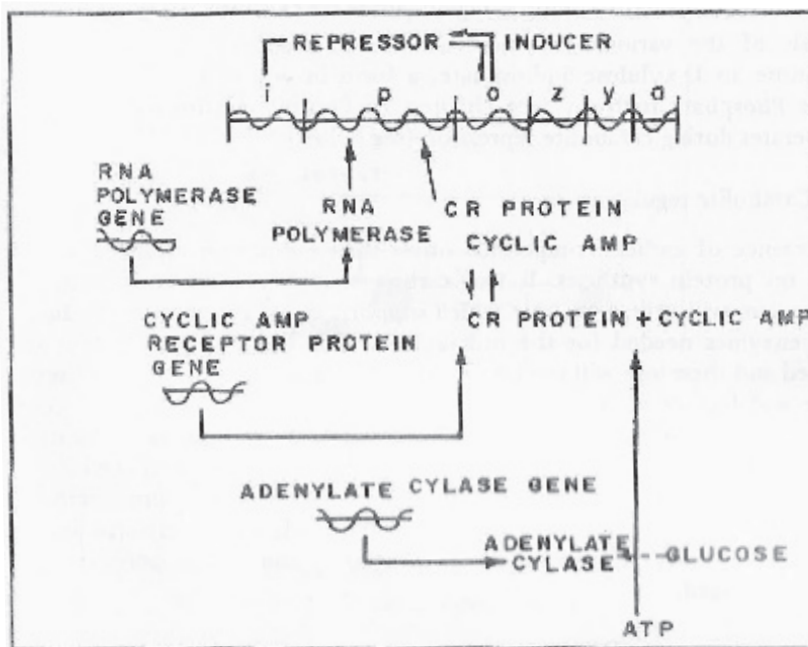 REPRESSOR INDUCER
i p o z y a
RNA
POLYMERASE
GENE
RNA
POLYMERASE
CR PROTEIN
CYCLIC AMP
CYCLIC AMP
RECEPTOR PROTEIN
GENE
CR PROTEIN + CYCLIC AMP
ADENYLATE CYLASE GENE
ADENYLATE
CYLASE
GLUCOSE
ATP